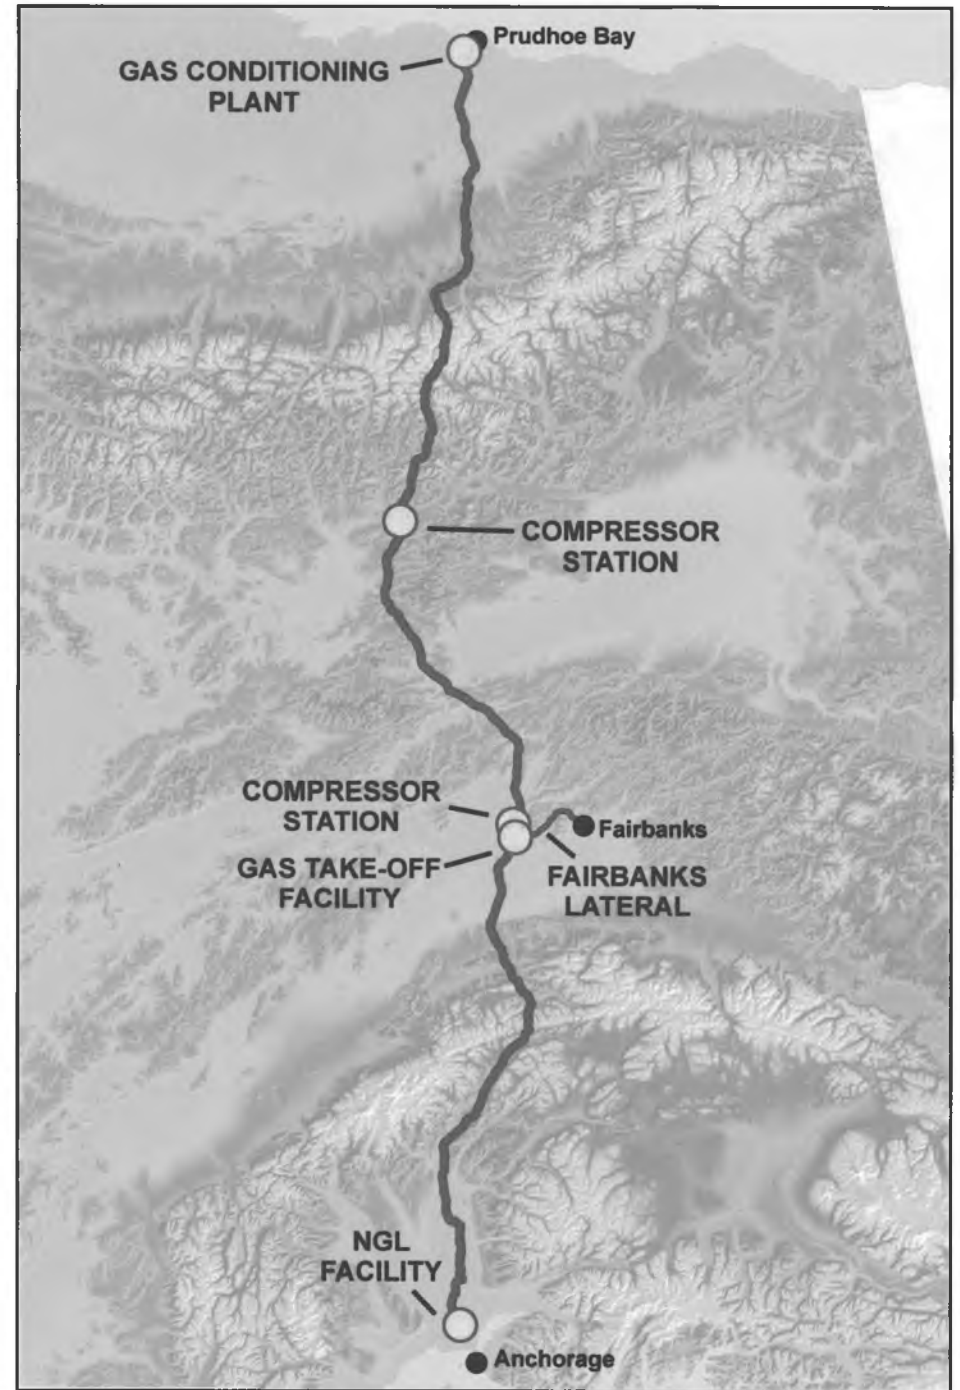 Prudhoe Bay
GAS CONDITIONING
PLANT
COMPRESSOR
STATION
COMPRESSOR
STATION
Fairbanks
GAS TAKE-OFF
FACILITY
FAIRBANKS
LATERAL
NGL
FACILITY
Anchorage